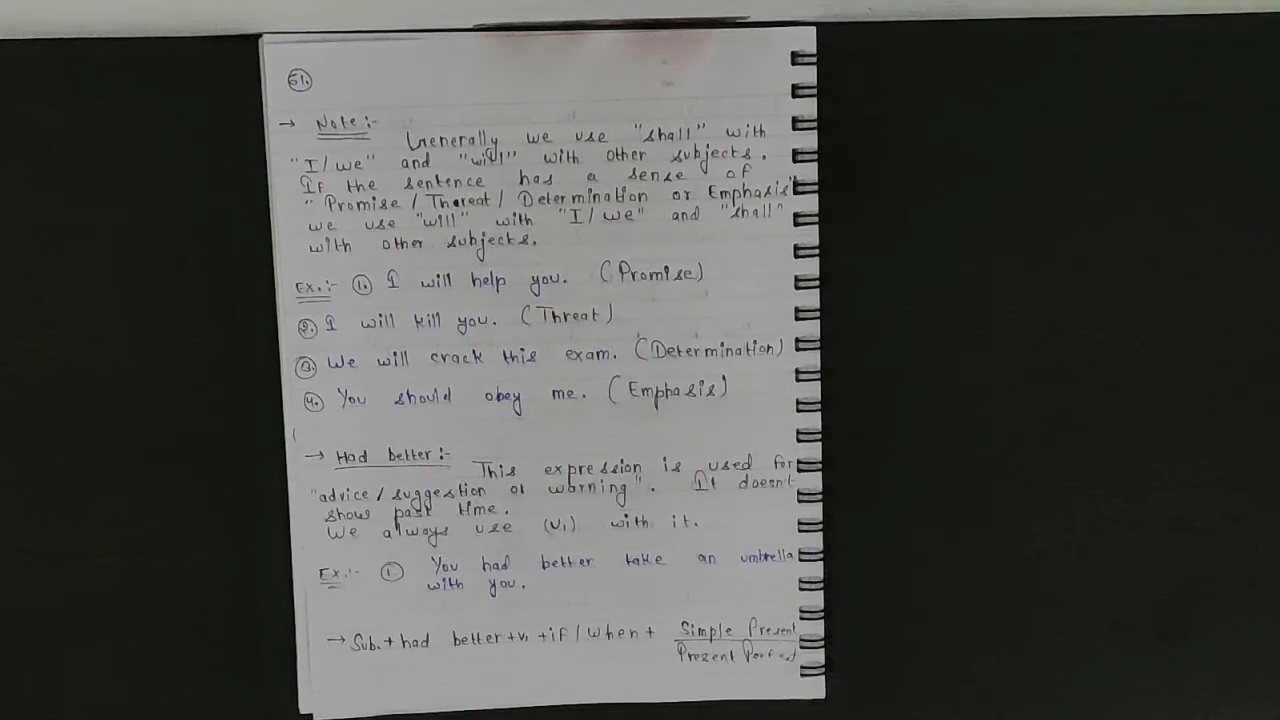 51.
→ Note:- Generally we use "shall" with
"I/we" and "will" with other subjects.
If the sentence has a sense of
"Promise / Thareat / Determination or Emphasis"
we use "will" with "I/we" and "shall"
with other subjects.
Ex.:- 1. I will help you. (Promise)
2. I will kill you. (Threat)
3. We will crack this exam. (Determination)
4. You should obey me. (Emphasis)
→ Had better:- This expression is used for
"advice / suggestion or warning". It doesn't
show past time.
We always use (V1) with it.
Ex.:- 1. You had better take an umbrella
with you.
→ Sub. + had better + v1 + if / when + Simple Present
Present Perfect